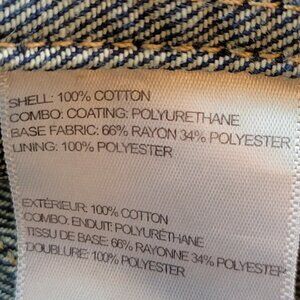 SHELL: 100% COTTON
COMBO: COATING: POLYURETHANE
BASE FABRIC: 66% RAYON 34% POLYESTER
LINING: 100% POLYESTER
EXTÉRIEUR: 100% COTTON
COMBO: ENDUIT: POLYURÉTHANE
TISSU DE BASE: 66% RAYONNE 34% POLYESTER
DOUBLURE: 100% POLYESTER